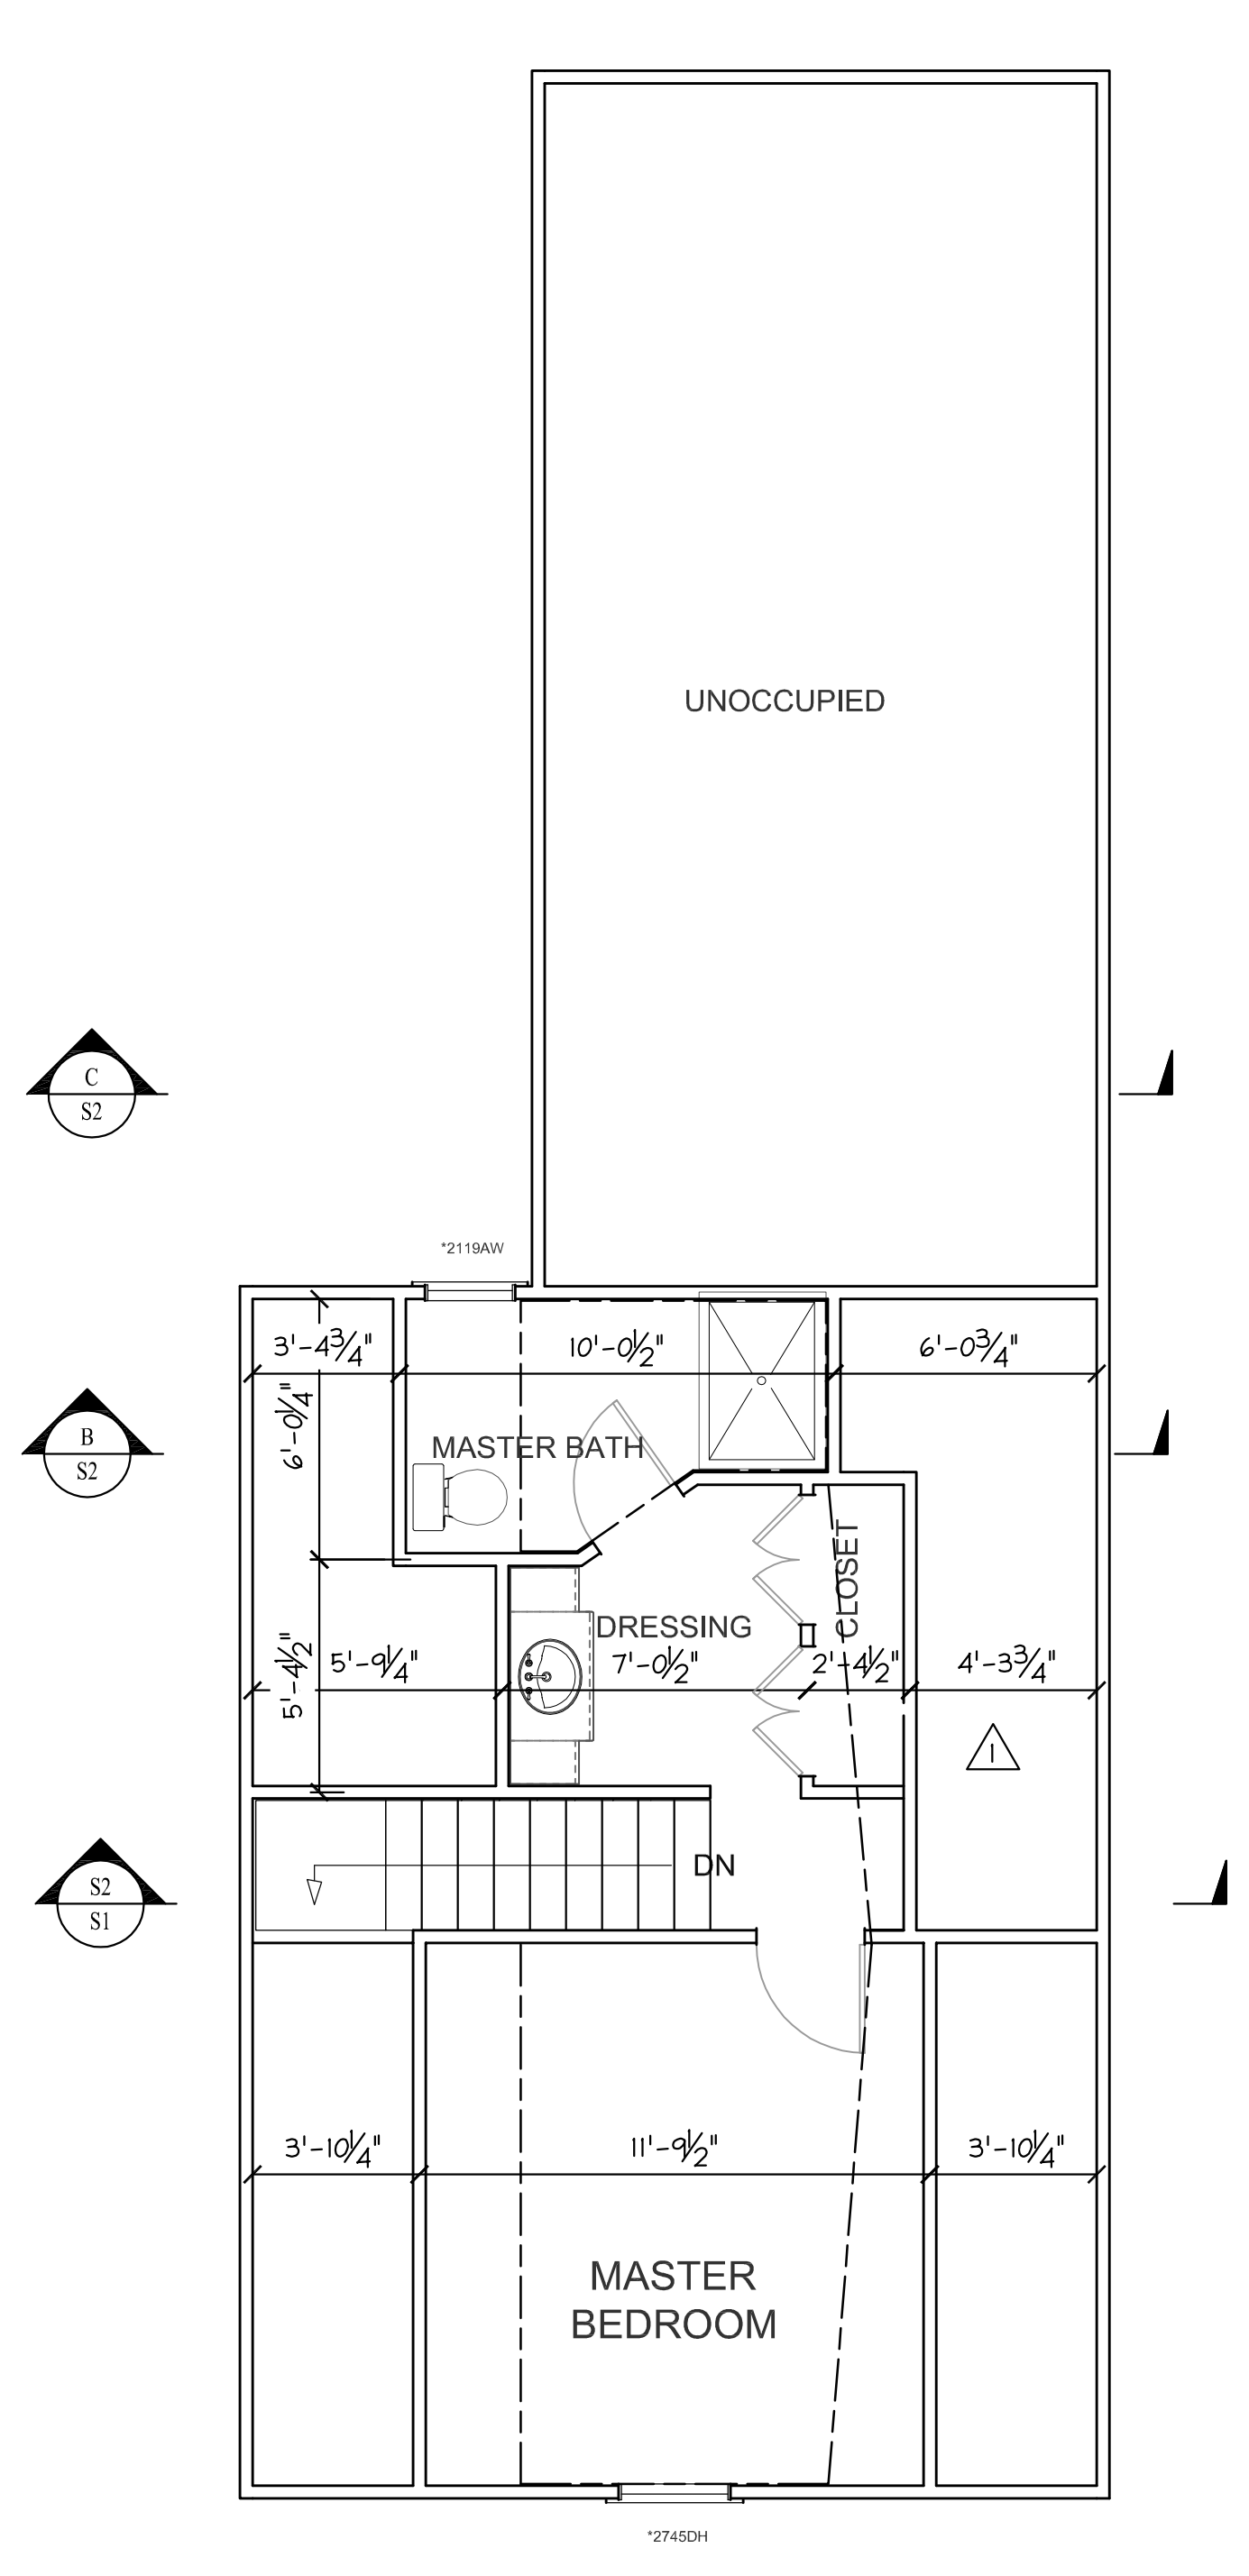 UNOCCUPIED
C
S2
*2119AW
3'-4¾"
10'-0½"
6'-0¾"
6'-0¼"
B
S2
MASTER BATH
CLOSET
DRESSING
5'-4½"
5'-9¼"
7'-0½"
2'-4½"
4'-3¾"
1
DN
S2
S1
3'-10¼"
11'-9½"
3'-10¼"
MASTER
BEDROOM
*2745DH